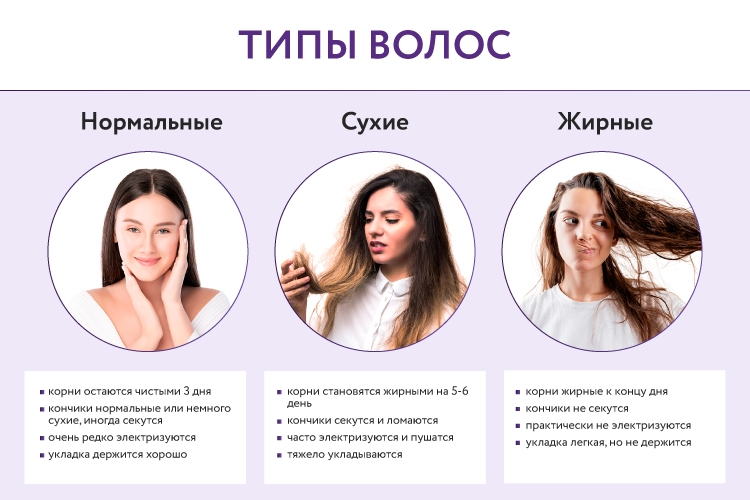 ТИПЫ ВОЛОС
Нормальные
Сухие
Жирные
корни остаются чистыми 3 дня
кончики нормальные или немного
сухие, иногда секутся
очень редко электризуются
укладка держится хорошо
корни становятся жирными на 5-6
день
кончики секутся и ломаются
часто электризуются и пушатся
тяжело укладываются
корни жирные к концу дня
кончики не секутся
практически не электризуются
укладка легкая, но не держится